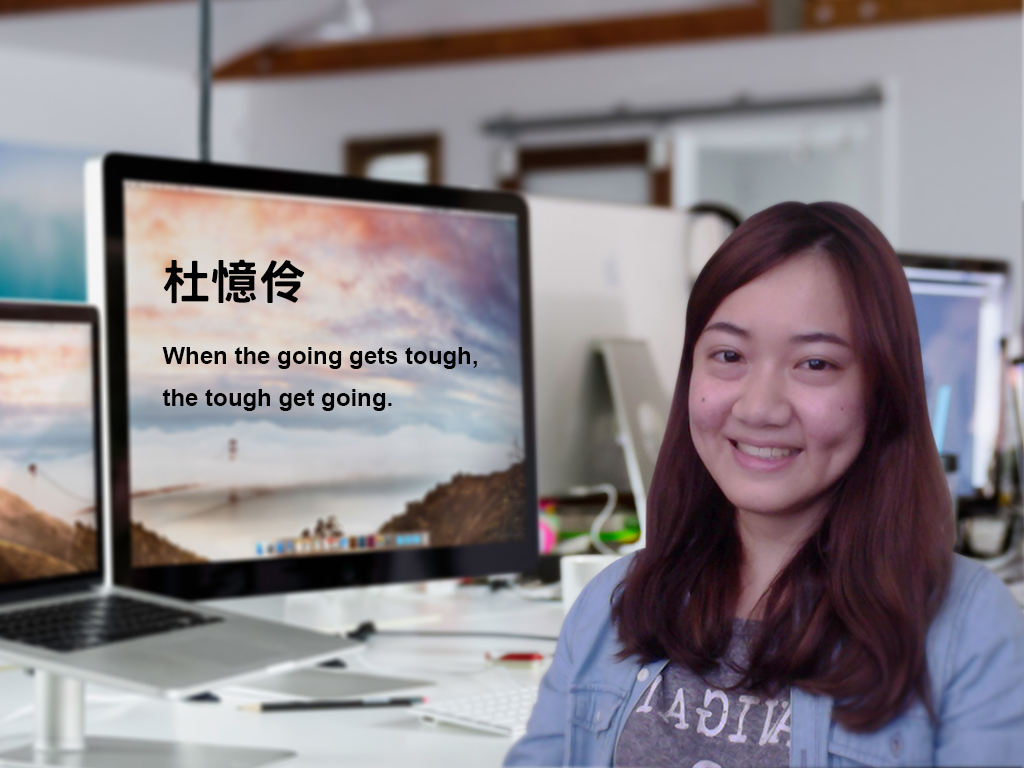 杜憶伶
When the going gets tough,
the tough get going.